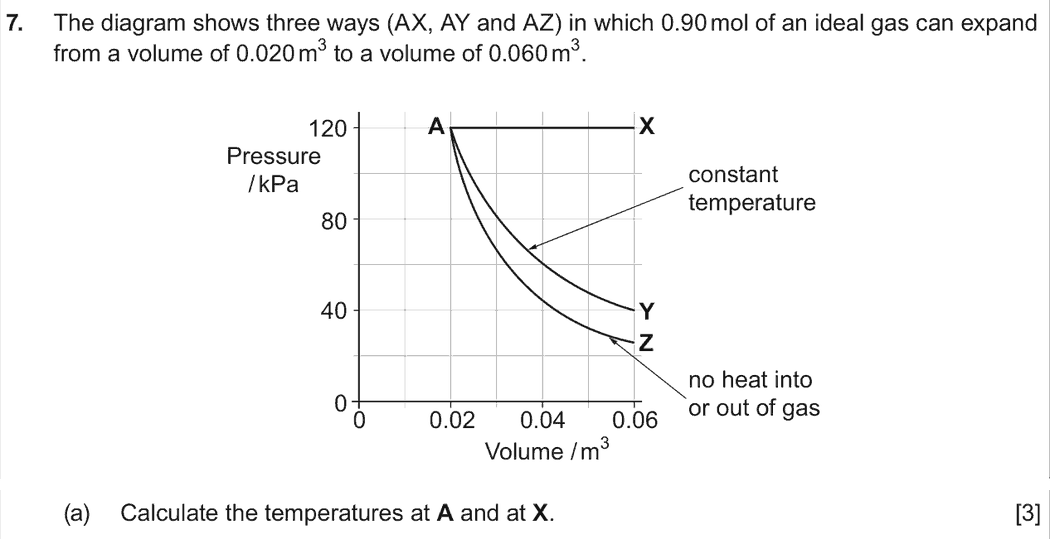 7. The diagram shows three ways (AX, AY and AZ) in which 0.90 mol of an ideal gas can expand
from a volume of 0.020 m³ to a volume of 0.060 m³.
120
A
X
Pressure
/ kPa
constant
temperature
80
40
Y
Z
no heat into
or out of gas
0
0
0.02
0.04
0.06
Volume / m³
(a) Calculate the temperatures at A and at X. [3]